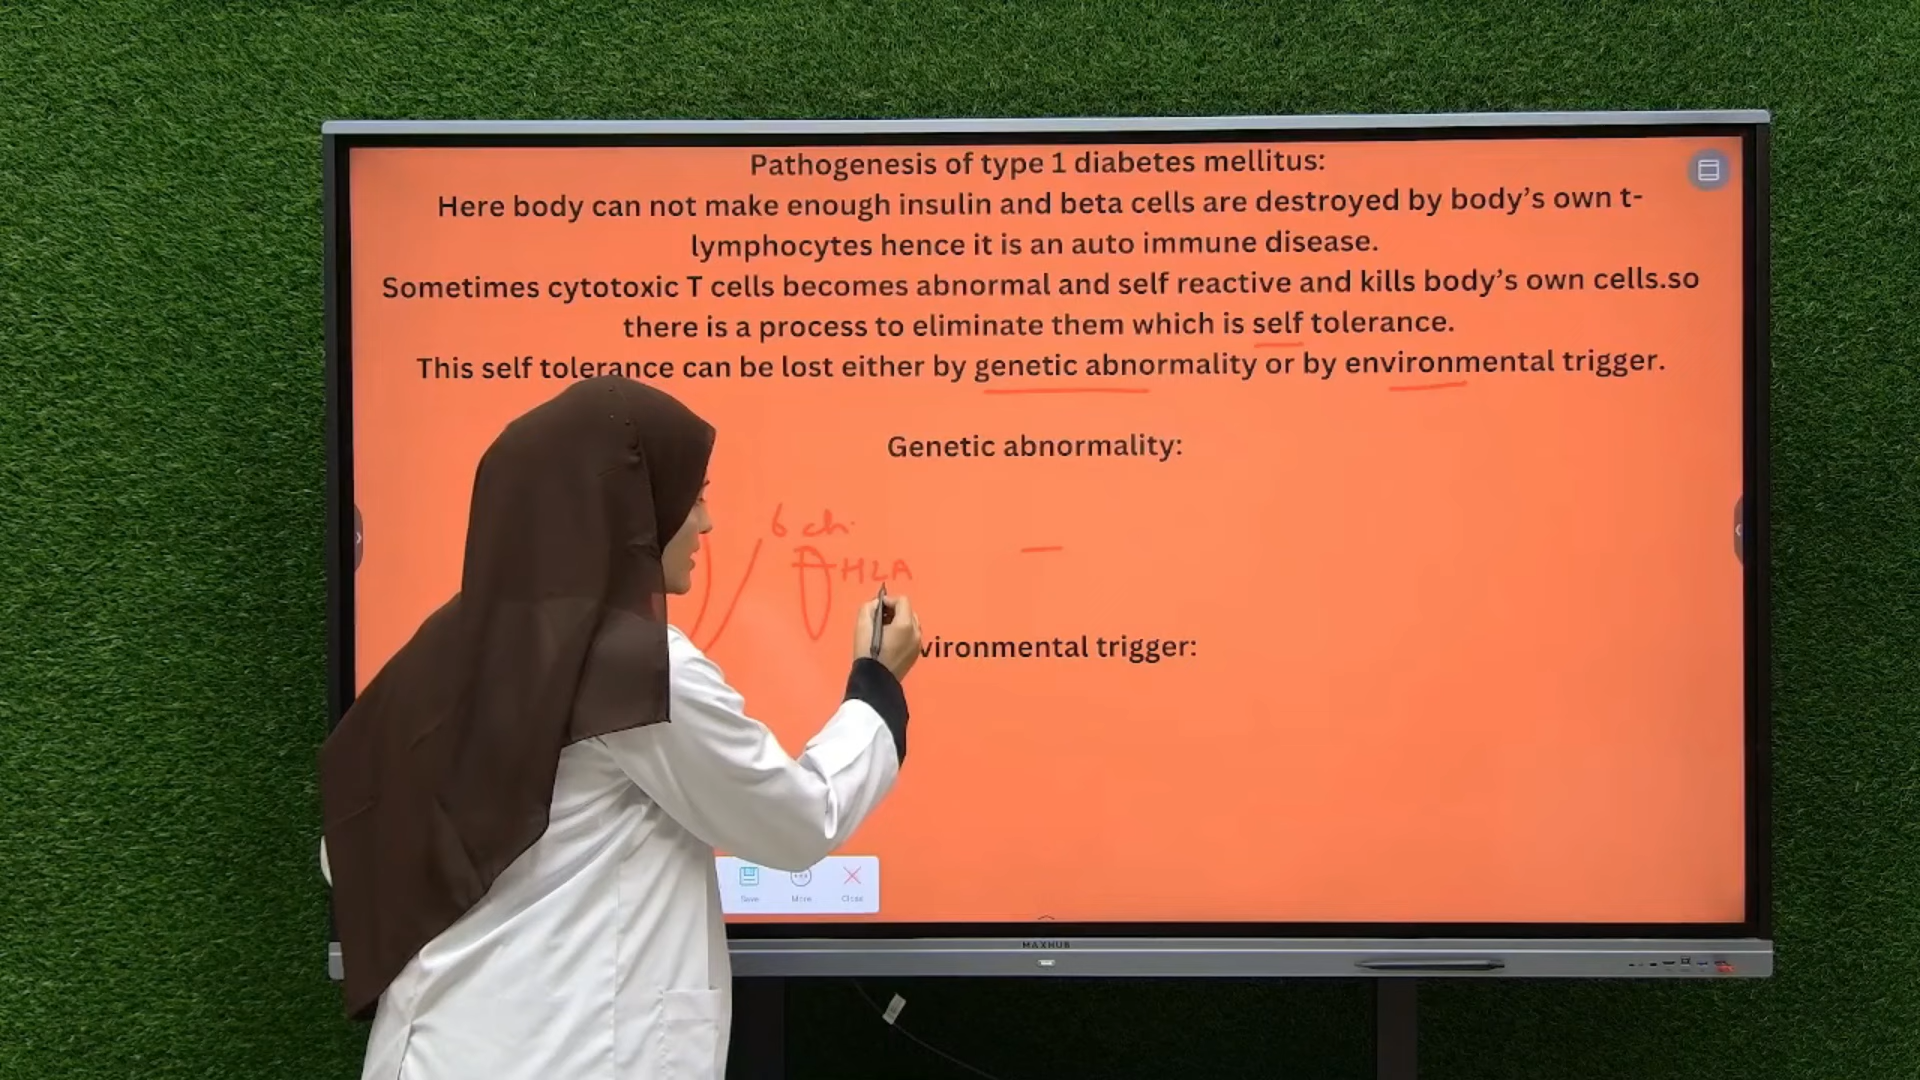 Pathogenesis of type 1 diabetes mellitus:
Here body can not make enough insulin and beta cells are destroyed by body's own t-
lymphocytes hence it is an auto immune disease.
Sometimes cytotoxic T cells becomes abnormal and self reactive and kills body's own cells.so
there is a process to eliminate them which is self tolerance.
This self tolerance can be lost either by genetic abnormality or by environmental trigger.
Genetic abnormality:
6 ch.
HLA
vironmental trigger:
Save More Close
MAXHUB